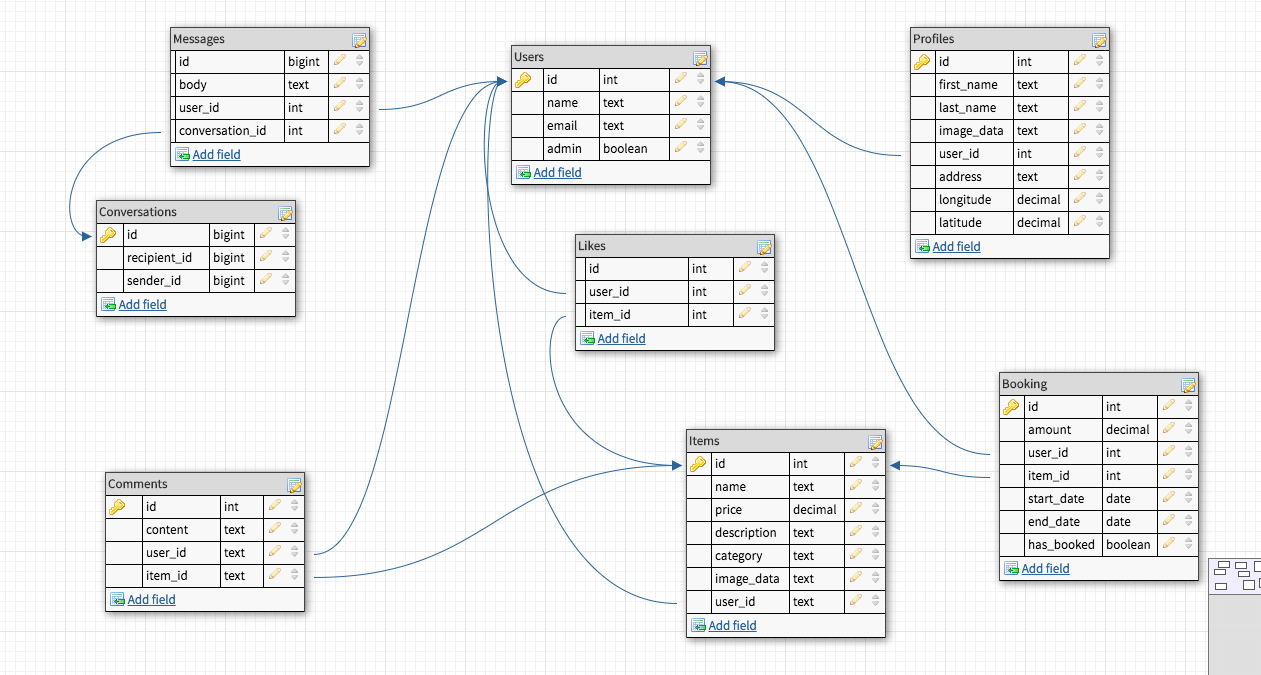 Messages
id bigint
body text
user_id int
conversation_id int
Add field
Users
id int
name text
email text
admin boolean
Add field
Profiles
id int
first_name text
last_name text
image_data text
user_id int
address text
longitude decimal
latitude decimal
Add field
Conversations
id bigint
recipient_id bigint
sender_id bigint
Add field
Likes
id int
user_id int
item_id int
Add field
Booking
id int
amount decimal
user_id int
item_id int
start_date date
end_date date
has_booked boolean
Add field
Items
id int
name text
price decimal
description text
category text
image_data text
user_id text
Add field
Comments
id int
content text
user_id text
item_id text
Add field